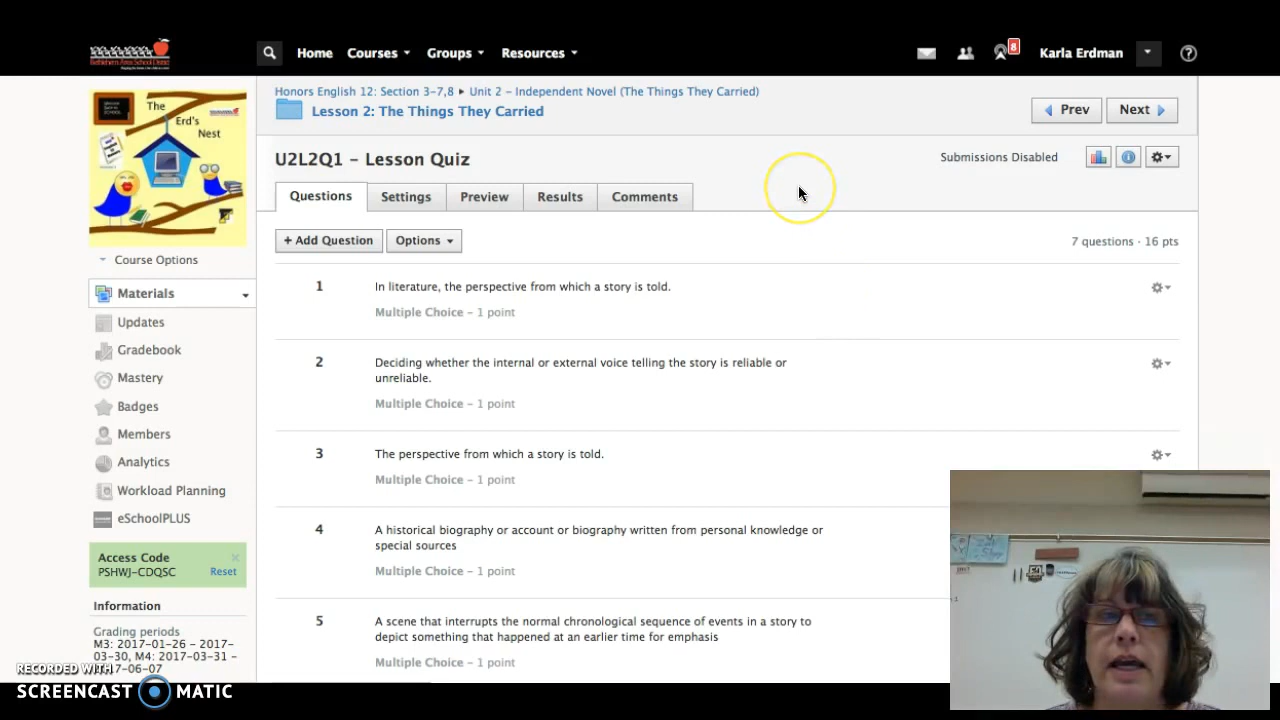 Home Courses Groups Resources
8
Karla Erdman
Honors English 12: Section 3-7,8 Unit 2 - Independent Novel (The Things They Carried)
Lesson 2: The Things They Carried
Prev Next
The
Erd's
Nest
U2L2Q1 - Lesson Quiz
Submissions Disabled
Questions Settings Preview Results Comments
+ Add Question Options
7 questions · 16 pts
Course Options
Materials
Updates
Gradebook
Mastery
Badges
Members
Analytics
Workload Planning
eSchoolPLUS
Access Code
PSHWJ-CDQSC Reset
Information
Grading periods
M3: 2017-01-26 - 2017-
03-30, M4: 2017-03-31 -
17-06-07
1 In literature, the perspective from which a story is told.
Multiple Choice – 1 point
2 Deciding whether the internal or external voice telling the story is reliable or
unreliable.
Multiple Choice – 1 point
3 The perspective from which a story is told.
Multiple Choice – 1 point
4 A historical biography or account or biography written from personal knowledge or
special sources
Multiple Choice – 1 point
5 A scene that interrupts the normal chronological sequence of events in a story to
depict something that happened at an earlier time for emphasis
Multiple Choice – 1 point
RECORDED WITH
SCREENCAST MATIC